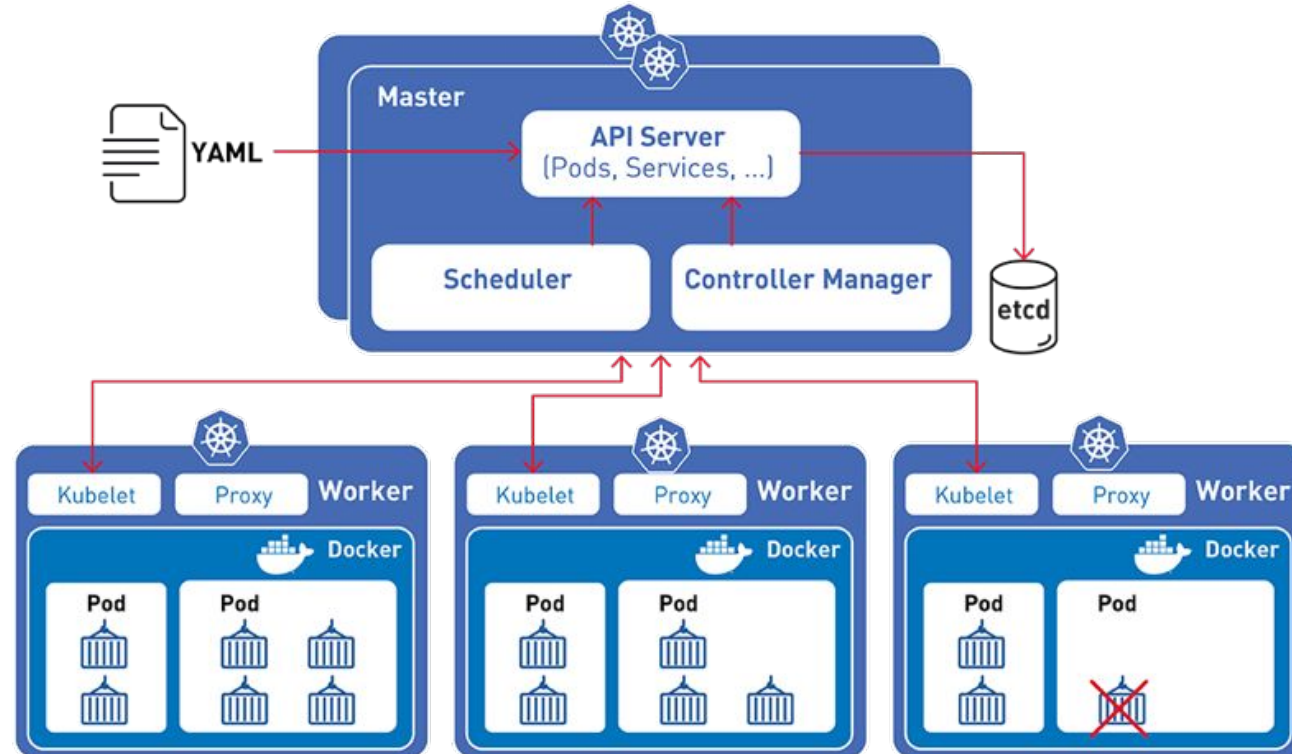 Master
YAML
API Server
(Pods, Services, ...)
Scheduler
Controller Manager
etcd
Kubelet
Proxy
Worker
Docker
Pod
Pod
Kubelet
Proxy
Worker
Docker
Pod
Pod
Kubelet
Proxy
Worker
Docker
Pod
Pod